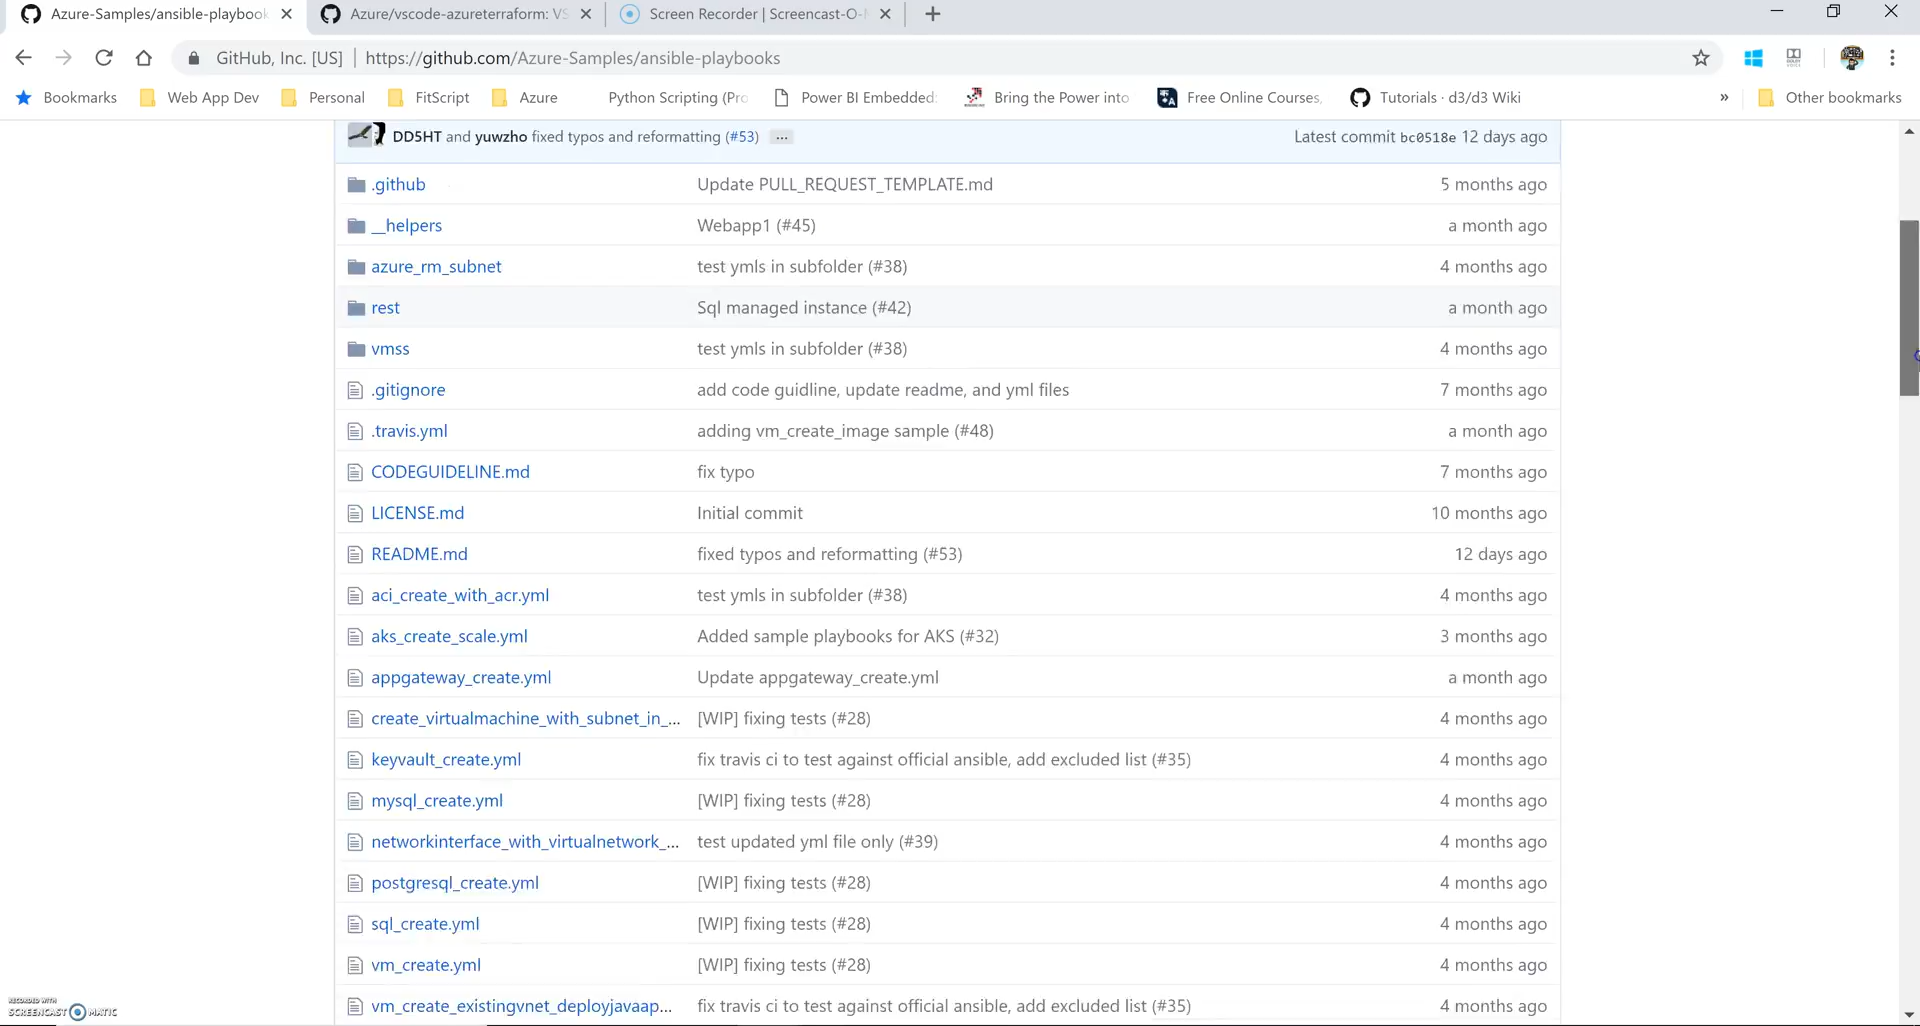 Azure-Samples/ansible-playbook
Azure/vscode-azureterraform: VS
Screen Recorder | Screencast-O-M
GitHub, Inc. [US] | https://github.com/Azure-Samples/ansible-playbooks
Bookmarks Web App Dev Personal FitScript Azure Python Scripting (Pro Power BI Embedded: Bring the Power into Free Online Courses, Tutorials · d3/d3 Wiki » Other bookmarks
DD5HT and yuwzho fixed typos and reformatting (#53) ... Latest commit bc0518e 12 days ago
.github Update PULL_REQUEST_TEMPLATE.md 5 months ago
__helpers Webapp1 (#45) a month ago
azure_rm_subnet test ymls in subfolder (#38) 4 months ago
rest Sql managed instance (#42) a month ago
vmss test ymls in subfolder (#38) 4 months ago
.gitignore add code guidline, update readme, and yml files 7 months ago
.travis.yml adding vm_create_image sample (#48) a month ago
CODEGUIDELINE.md fix typo 7 months ago
LICENSE.md Initial commit 10 months ago
README.md fixed typos and reformatting (#53) 12 days ago
aci_create_with_acr.yml test ymls in subfolder (#38) 4 months ago
aks_create_scale.yml Added sample playbooks for AKS (#32) 3 months ago
appgateway_create.yml Update appgateway_create.yml a month ago
create_virtualmachine_with_subnet_in_... [WIP] fixing tests (#28) 4 months ago
keyvault_create.yml fix travis ci to test against official ansible, add excluded list (#35) 4 months ago
mysql_create.yml [WIP] fixing tests (#28) 4 months ago
networkinterface_with_virtualnetwork_... test updated yml file only (#39) 4 months ago
postgresql_create.yml [WIP] fixing tests (#28) 4 months ago
sql_create.yml [WIP] fixing tests (#28) 4 months ago
vm_create.yml [WIP] fixing tests (#28) 4 months ago
vm_create_existingvnet_deployjavaap... fix travis ci to test against official ansible, add excluded list (#35) 4 months ago
RECORDED WITH
SCREENCAST MATIC